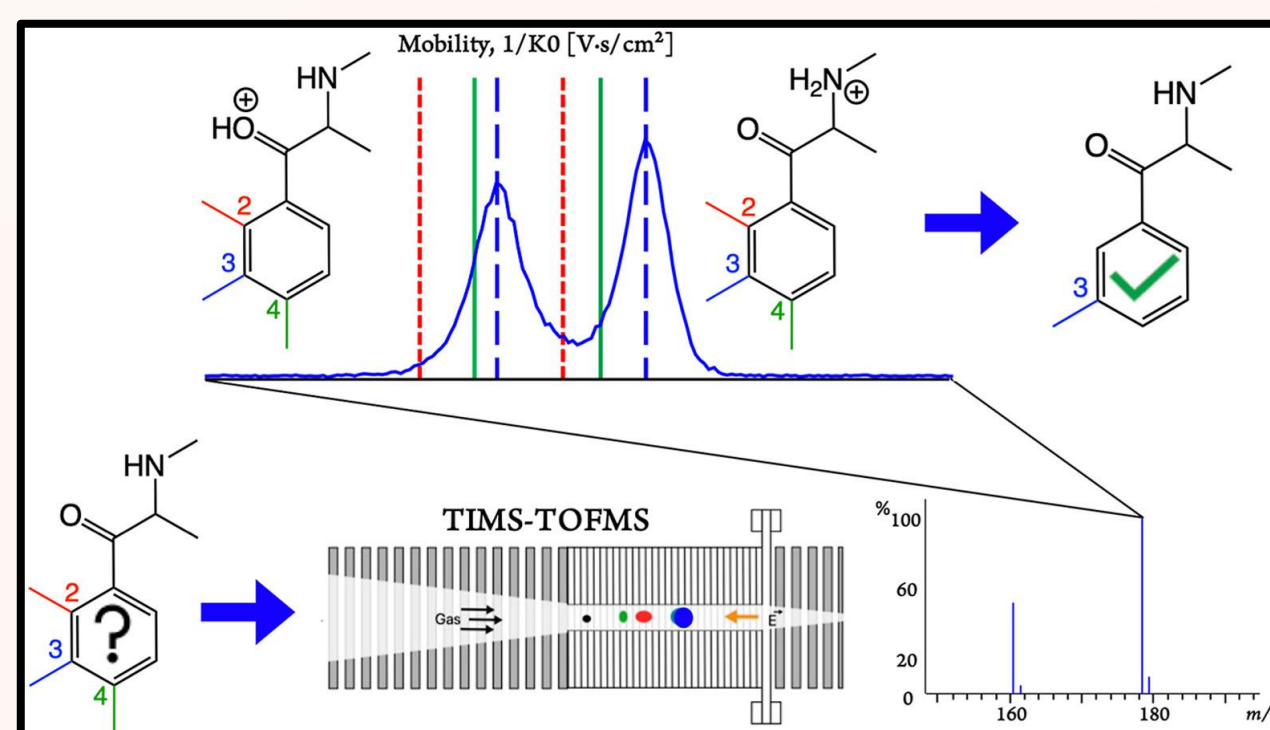 Mobility, 1/K0 [V·s/cm²]
HN
⊕
HO
2
3
4
H₂N⊕
O
2
3
4
HN
O
3
HN
O
2
3
4
?
TIMS-TOFMS
Gas
E
%
100
60
20
0
160
180
m/